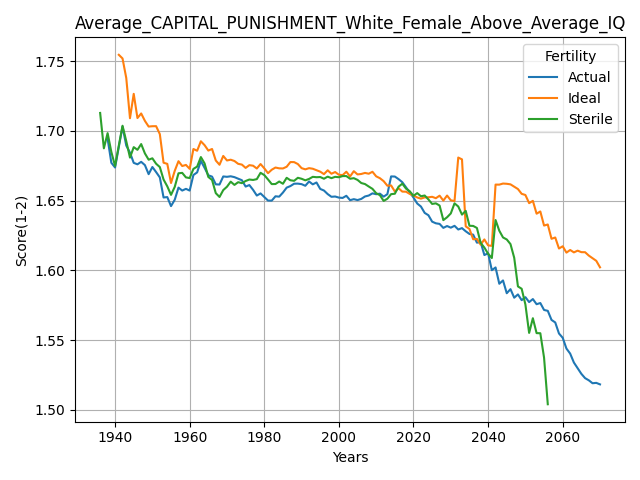 Average_CAPITAL_PUNISHMENT_White_Female_Above_Average_IQ
Fertility
Actual
Ideal
Sterile
Score(1-2)
1.75
1.70
1.65
1.60
1.55
1.50
1940 1960 1980 2000 2020 2040 2060
Years